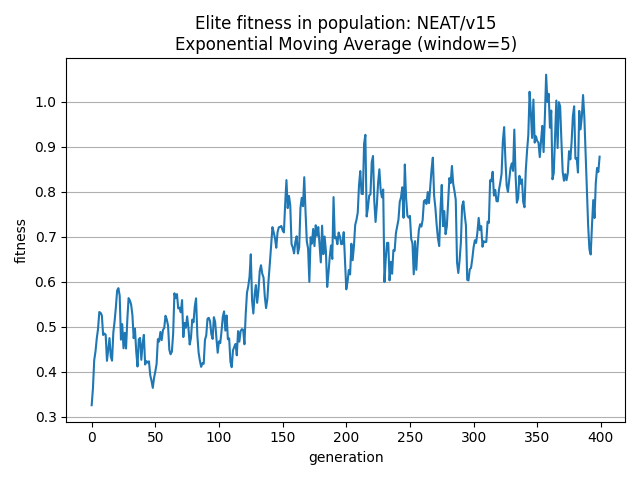 Elite fitness in population: NEAT/v15
Exponential Moving Average (window=5)
fitness
1.0
0.9
0.8
0.7
0.6
0.5
0.4
0.3
0 50 100 150 200 250 300 350 400
generation